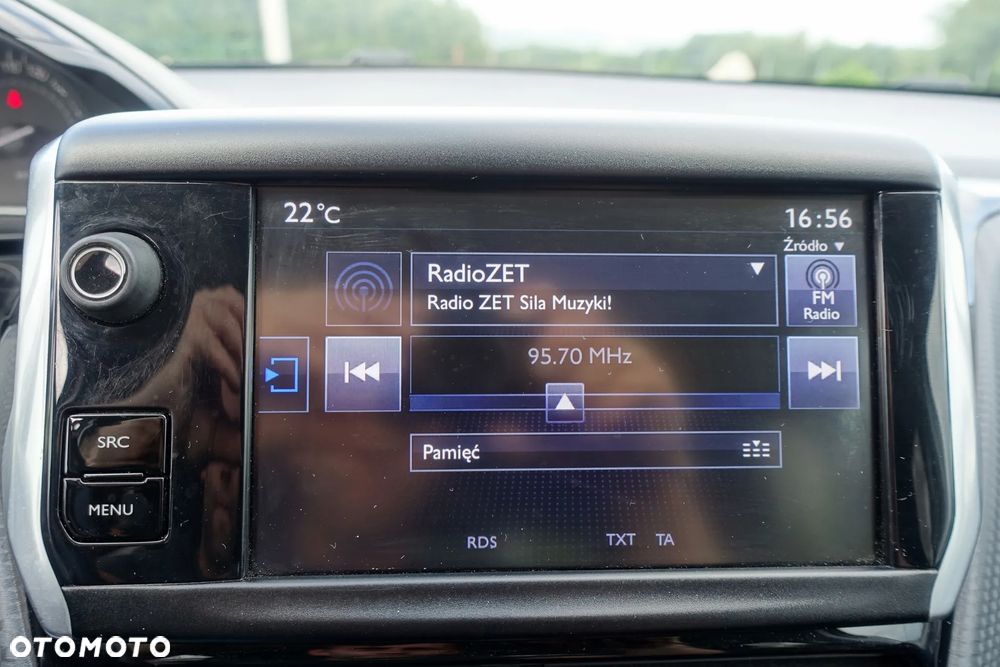 22°C
16:56
Źródło
RadioZET
Radio ZET Sila Muzyki!
FM
Radio
95.70 MHz
SRC
Pamięć
MENU
RDS TXT TA
OTOMOTO